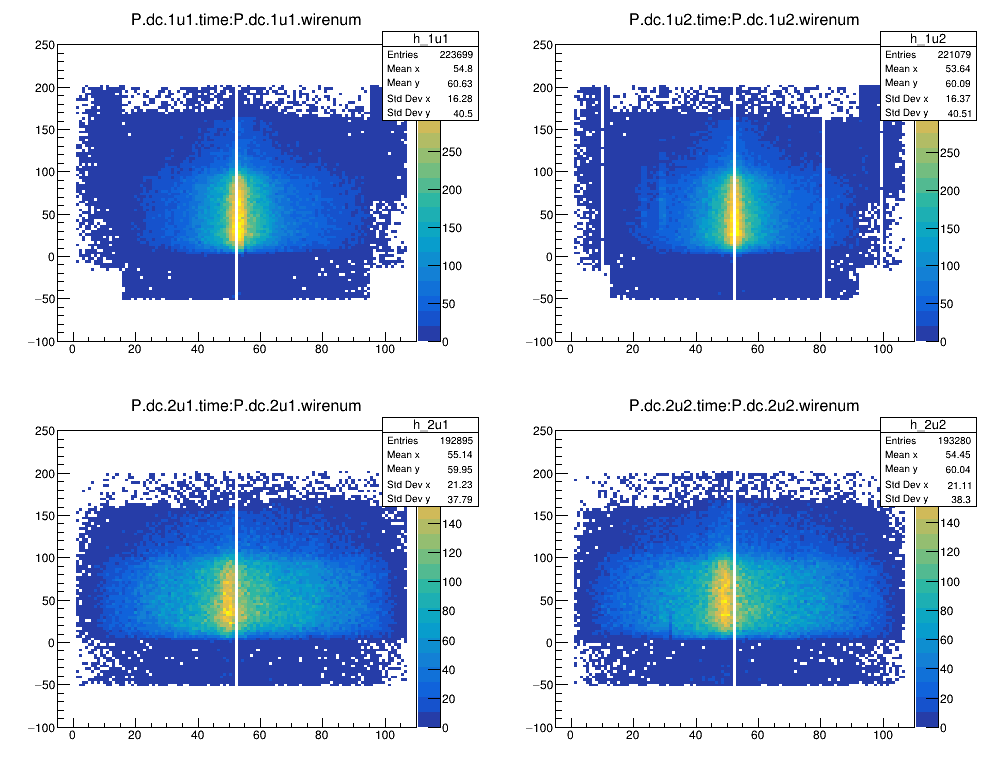 P.dc.1u1.time:P.dc.1u1.wirenum
h_1u1
Entries 223699
Mean x 54.8
Mean y 60.63
Std Dev x 16.28
Std Dev y 40.5
250
200
150
100
50
0
−50
−100
0 20 40 60 80 100
250
200
150
100
50
0
P.dc.1u2.time:P.dc.1u2.wirenum
h_1u2
Entries 221079
Mean x 53.64
Mean y 60.09
Std Dev x 16.37
Std Dev y 40.51
250
200
150
100
50
0
−50
−100
0 20 40 60 80 100
250
200
150
100
50
0
P.dc.2u1.time:P.dc.2u1.wirenum
h_2u1
Entries 192895
Mean x 55.14
Mean y 59.95
Std Dev x 21.23
Std Dev y 37.79
250
200
150
100
50
0
−50
−100
0 20 40 60 80 100
140
120
100
80
60
40
20
0
P.dc.2u2.time:P.dc.2u2.wirenum
h_2u2
Entries 193280
Mean x 54.45
Mean y 60.04
Std Dev x 21.11
Std Dev y 38.3
250
200
150
100
50
0
−50
−100
0 20 40 60 80 100
140
120
100
80
60
40
20
0